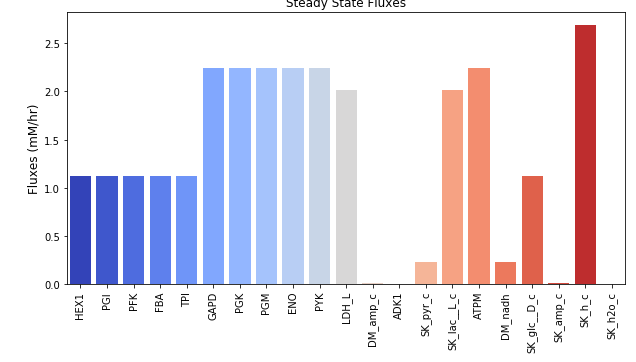 Steady State Fluxes
Fluxes (mM/hr)
2.5
2.0
1.5
1.0
0.5
0.0
HEX1
PGI
PFK
FBA
TPI
GAPD
PGK
PGM
ENO
PYK
LDH_L
DM_amp_c
ADK1
SK_pyr_c
SK_lac__L_c
ATPM
DM_nadh
SK_glc__D_c
SK_amp_c
SK_h_c
SK_h2o_c